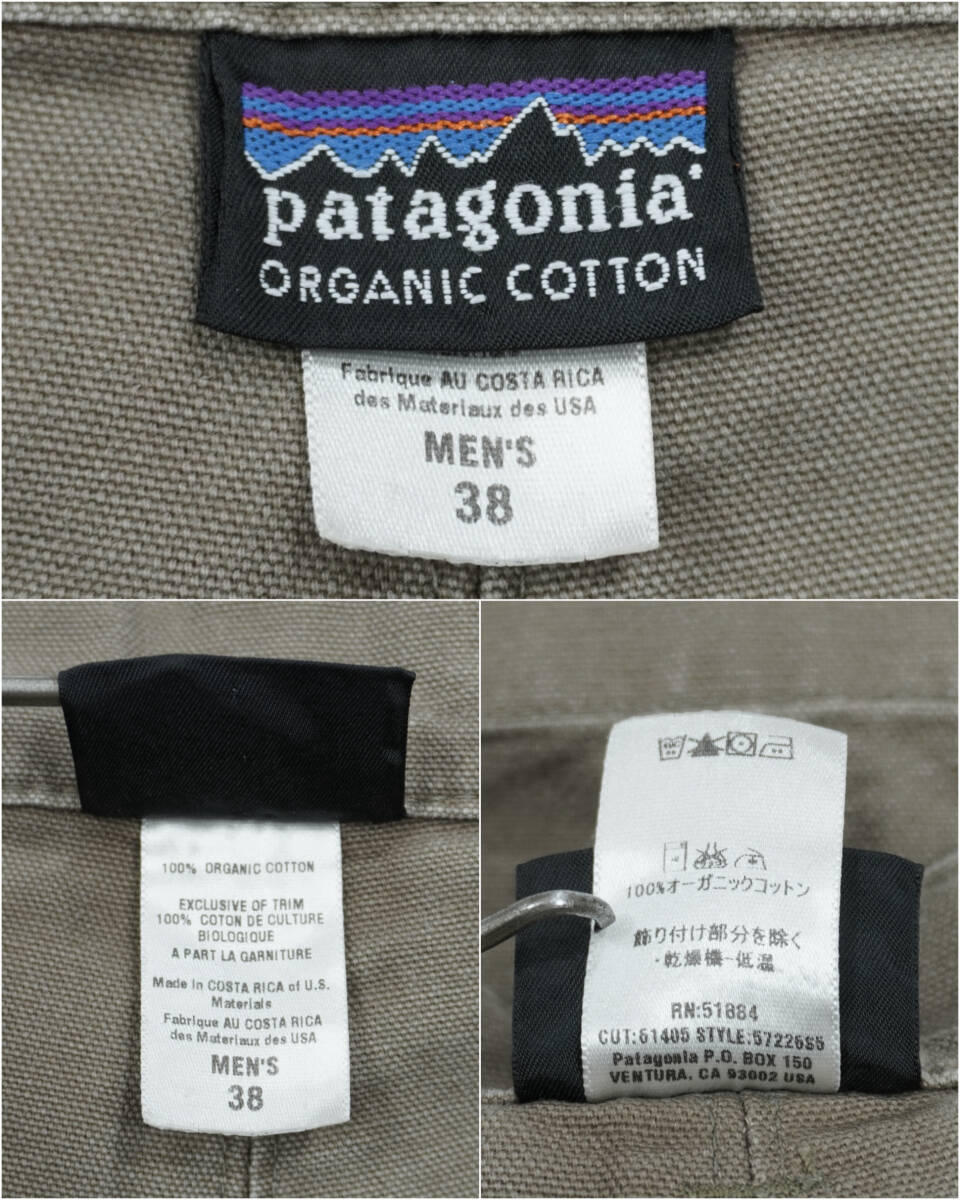 patagonia®
ORGANIC COTTON
Fabrique AU COSTA RICA
des Materiaux des USA
MEN'S
38
100% ORGANIC COTTON
EXCLUSIVE OF TRIM
100% COTON DE CULTURE
BIOLOGIQUE
A PART LA GARNITURE
Made in COSTA RICA of U.S.
Materials
Fabrique AU COSTA RICA
des Materiaux des USA
MEN'S
38
100%オーガニックコットン
飾り付け部分を除く
・乾燥機-低温
RN:51884
CUT:61405 STYLE:57226S5
Patagonia P.O. BOX 150
VENTURA, CA 93002 USA